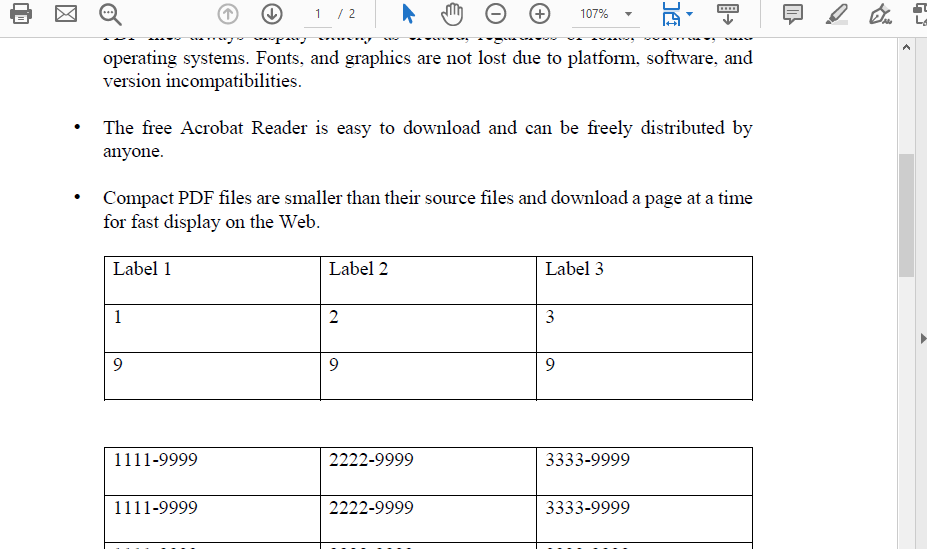 1 / 2 107%
operating systems. Fonts, and graphics are not lost due to platform, software, and
version incompatibilities.
• The free Acrobat Reader is easy to download and can be freely distributed by
anyone.
• Compact PDF files are smaller than their source files and download a page at a time
for fast display on the Web.
Label 1 Label 2 Label 3
1 2 3
9 9 9
1111-9999 2222-9999 3333-9999
1111-9999 2222-9999 3333-9999